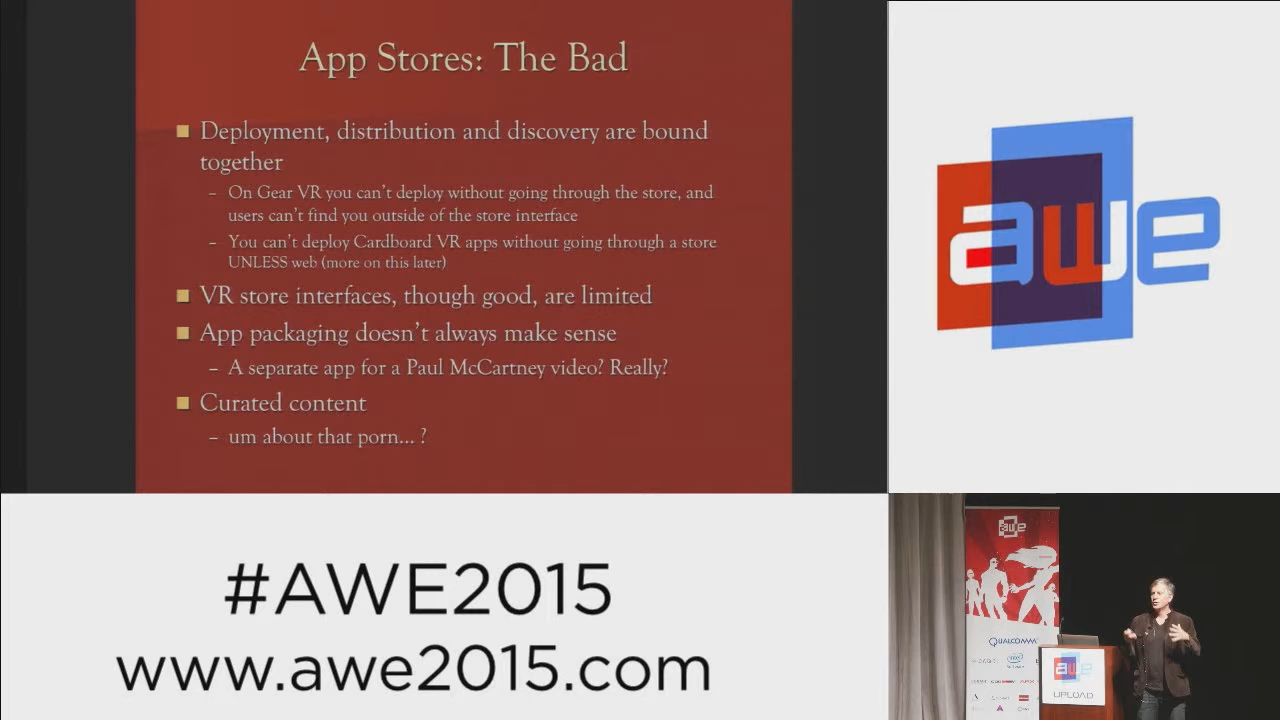 App Stores: The Bad
Deployment, distribution and discovery are bound
together
– On Gear VR you can't deploy without going through the store, and
users can't find you outside of the store interface
– You can't deploy Cardboard VR apps without going through a store
UNLESS web (more on this later)
VR store interfaces, though good, are limited
App packaging doesn't always make sense
– A separate app for a Paul McCartney video? Really?
Curated content
– um about that porn... ?
awe
#AWE2015
www.awe2015.com
awe
QUALCOMM
intel
awe
UPLOAD